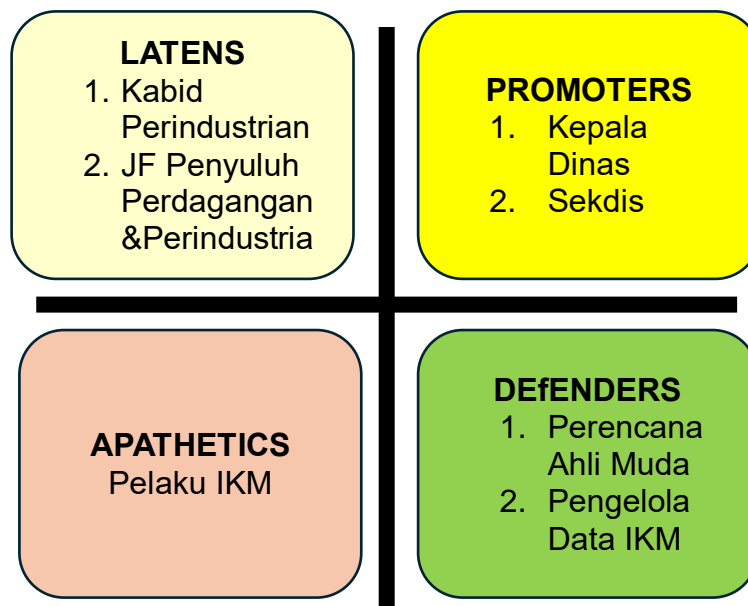 LATENS
1. Kabid
Perindustrian
2. JF Penyuluh
Perdagangan
&Perindustria
PROMOTERS
1. Kepala
Dinas
2. Sekdis
APATHETICS
Pelaku IKM
DEfENDERS
1. Perencana
Ahli Muda
2. Pengelola
Data IKM